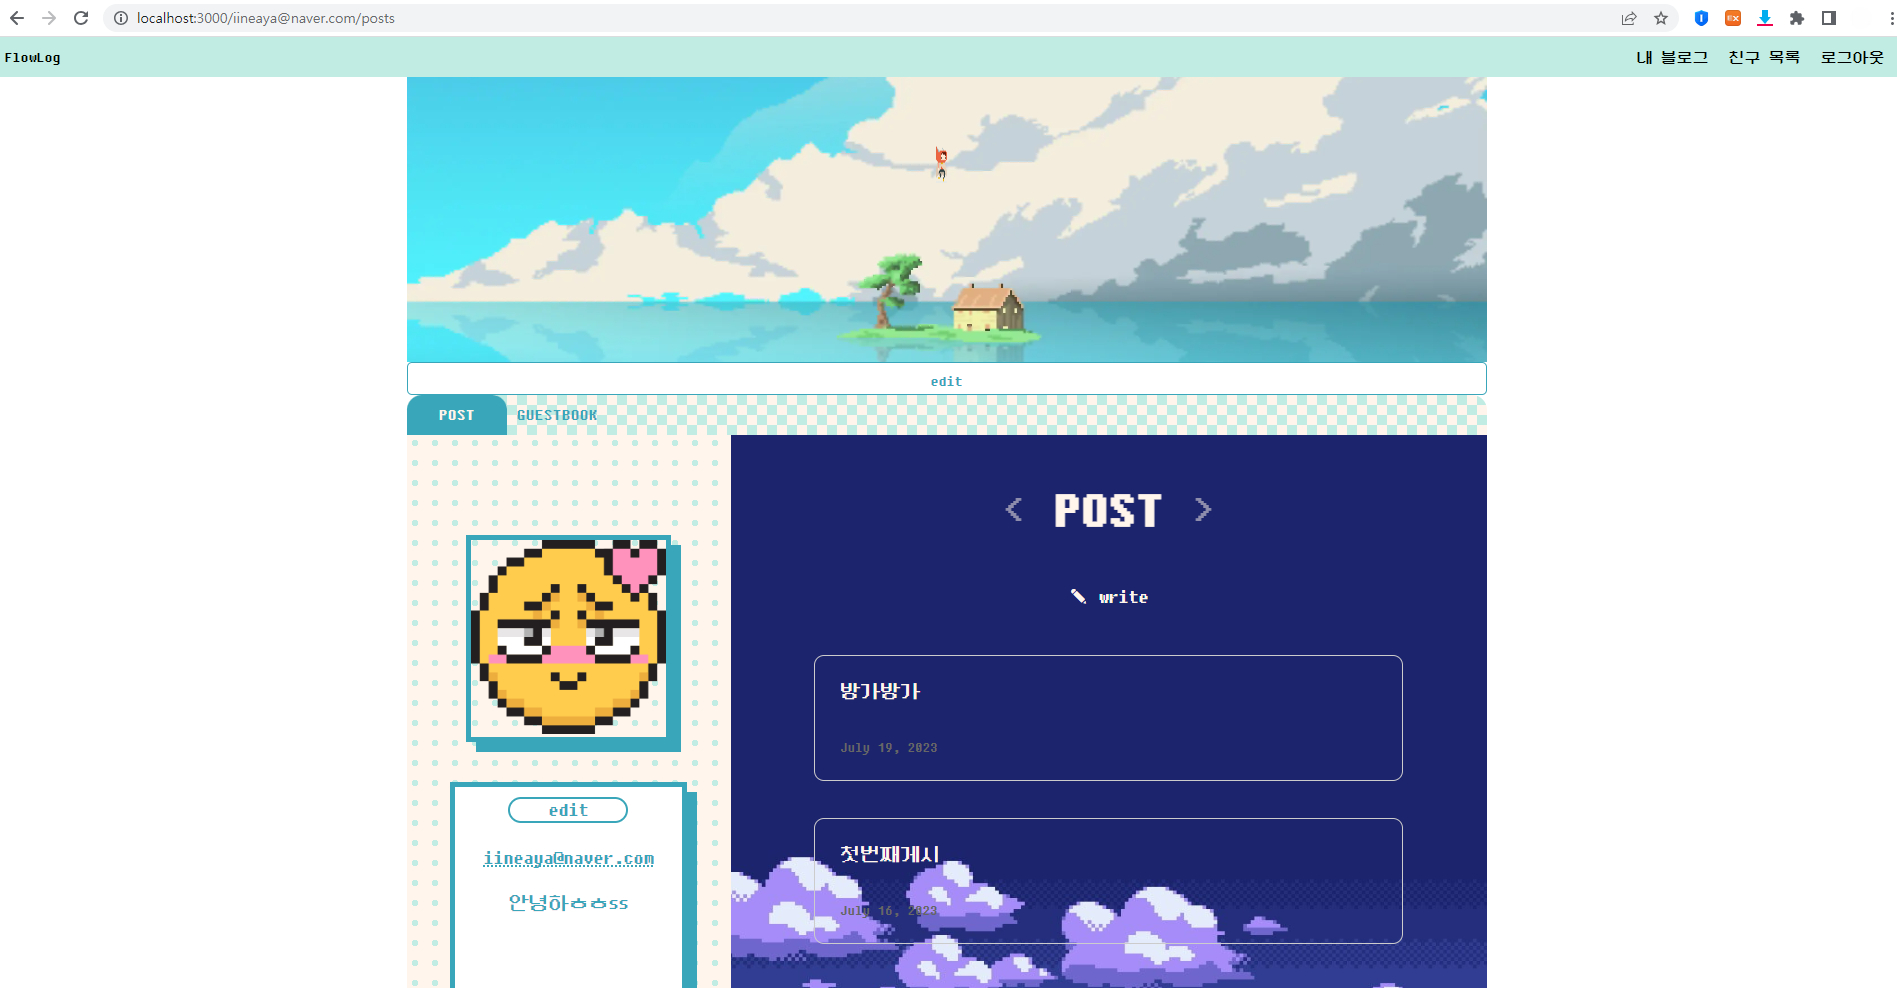 localhost:3000/iineaya@naver.com/posts
FlowLog
내 블로그 친구 목록 로그아웃
edit
POST GUESTBOOK
< POST >
write
방가방가
July 19, 2023
edit
첫번째게시
iineaya@naver.com
안녕하ㅎㅎss
July 16, 2023